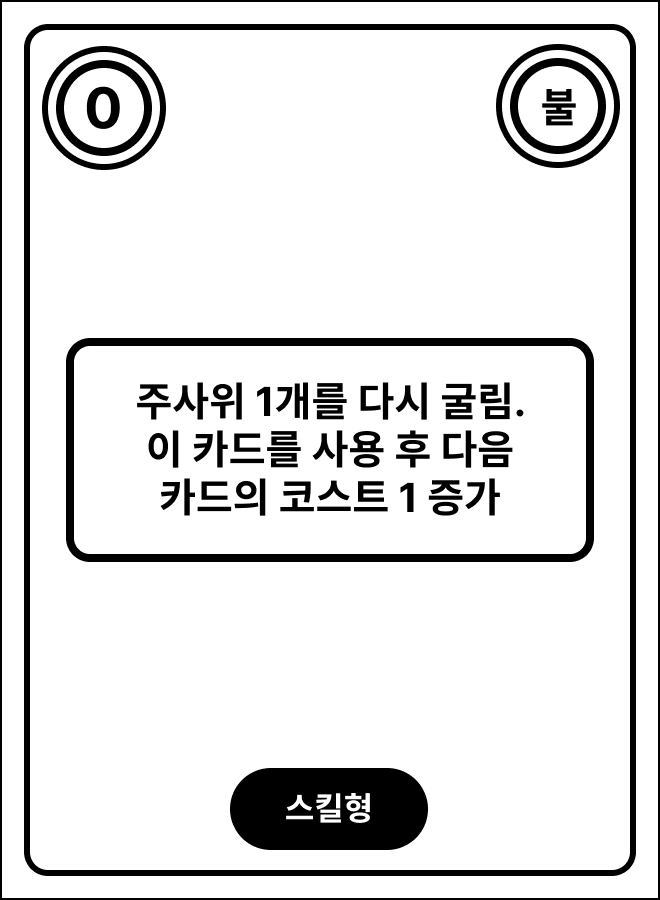 0
불
주사위 1개를 다시 굴림.
이 카드를 사용 후 다음
카드의 코스트 1 증가
스킬형